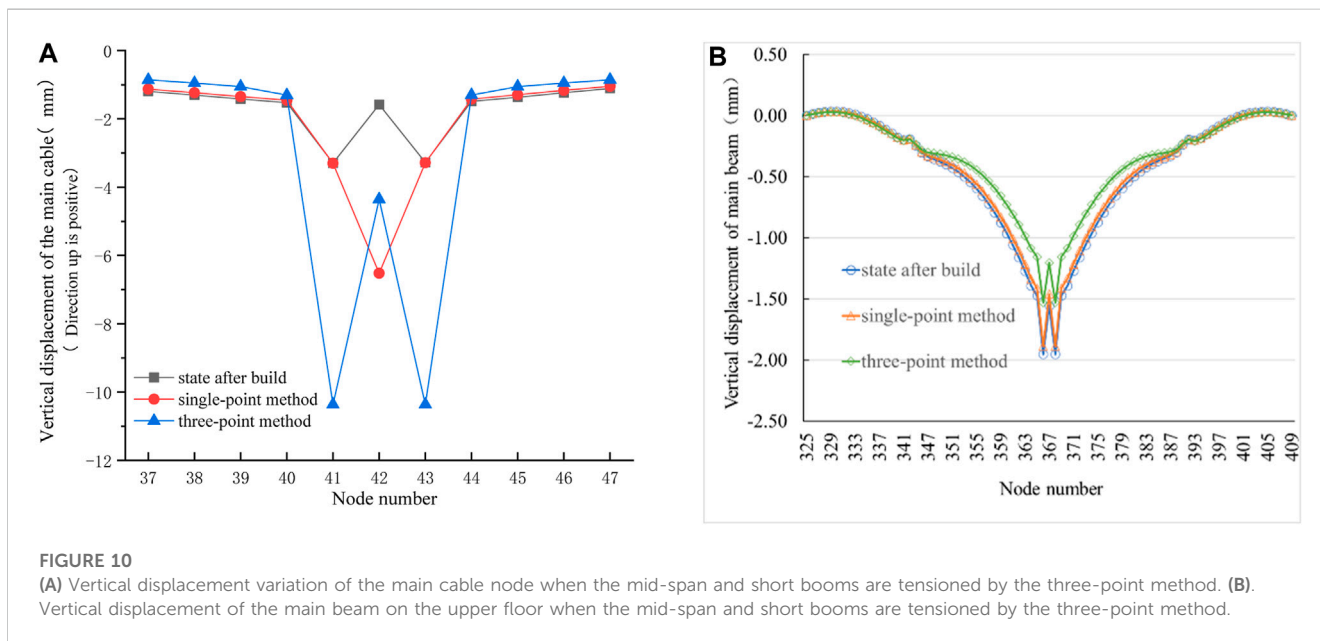 A
Vertical displacement of the main cable( mm)
( Direction up is positive)
0
−2
−4
−6
−8
−10
−12
state after build
single-point method
three-point method
37 38 39 40 41 42 43 44 45 46 47
Node number
B
Vertical displacement of main beam (mm)
0.50
0.00
-0.50
-1.00
-1.50
-2.00
-2.50
state after build
single-point method
three-point method
325 329 333 337 341 347 351 355 359 363 367 371 375 379 383 387 393 397 401 405 409
Node number
FIGURE 10
(A) Vertical displacement variation of the main cable node when the mid-span and short booms are tensioned by the three-point method. (B).
Vertical displacement of the main beam on the upper floor when the mid-span and short booms are tensioned by the three-point method.